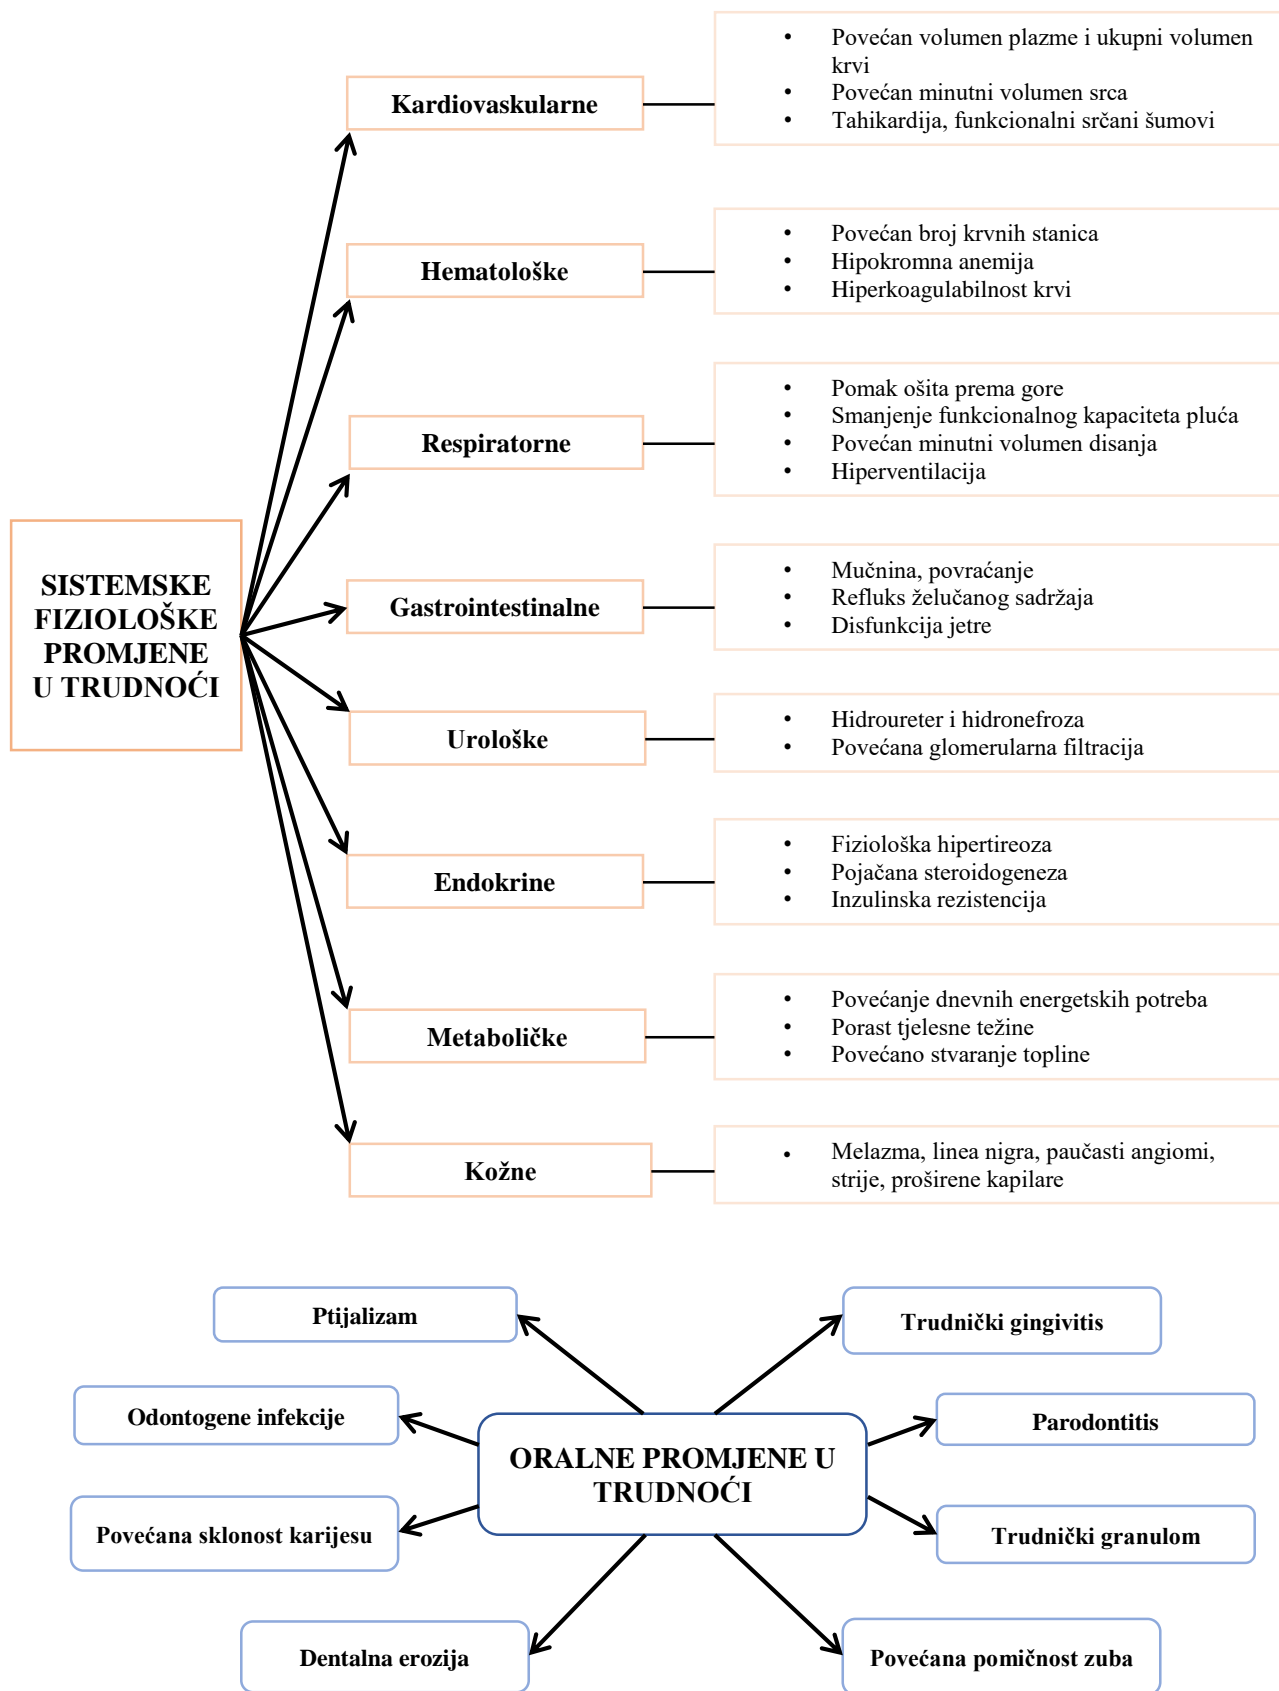 SISTEMSKE
FIZIOLOŠKE
PROMJENE
U TRUDNOĆI
Kardiovaskularne
• Povećan volumen plazme i ukupni volumen
krvi
• Povećan minutni volumen srca
• Tahikardija, funkcionalni srčani šumovi
Hematološke
• Povećan broj krvnih stanica
• Hipokromna anemija
• Hiperkoagulabilnost krvi
Respiratorne
• Pomak ošita prema gore
• Smanjenje funkcionalnog kapaciteta pluća
• Povećan minutni volumen disanja
• Hiperventilacija
Gastrointestinalne
• Mučnina, povraćanje
• Refluks želučanog sadržaja
• Disfunkcija jetre
Urološke
• Hidroureter i hidronefroza
• Povećana glomerularna filtracija
Endokrine
• Fiziološka hipertireoza
• Pojačana steroidogeneza
• Inzulinska rezistencija
Metaboličke
• Povećanje dnevnih energetskih potreba
• Porast tjelesne težine
• Povećano stvaranje topline
Kožne
• Melazma, linea nigra, paučasti angiomi,
strije, proširene kapilare
Ptijalizam
Trudnički gingivitis
Odontogene infekcije
Parodontitis
ORALNE PROMJENE U
TRUDNOĆI
Povećana sklonost karijesu
Trudnički granulom
Dentalna erozija
Povećana pomičnost zuba